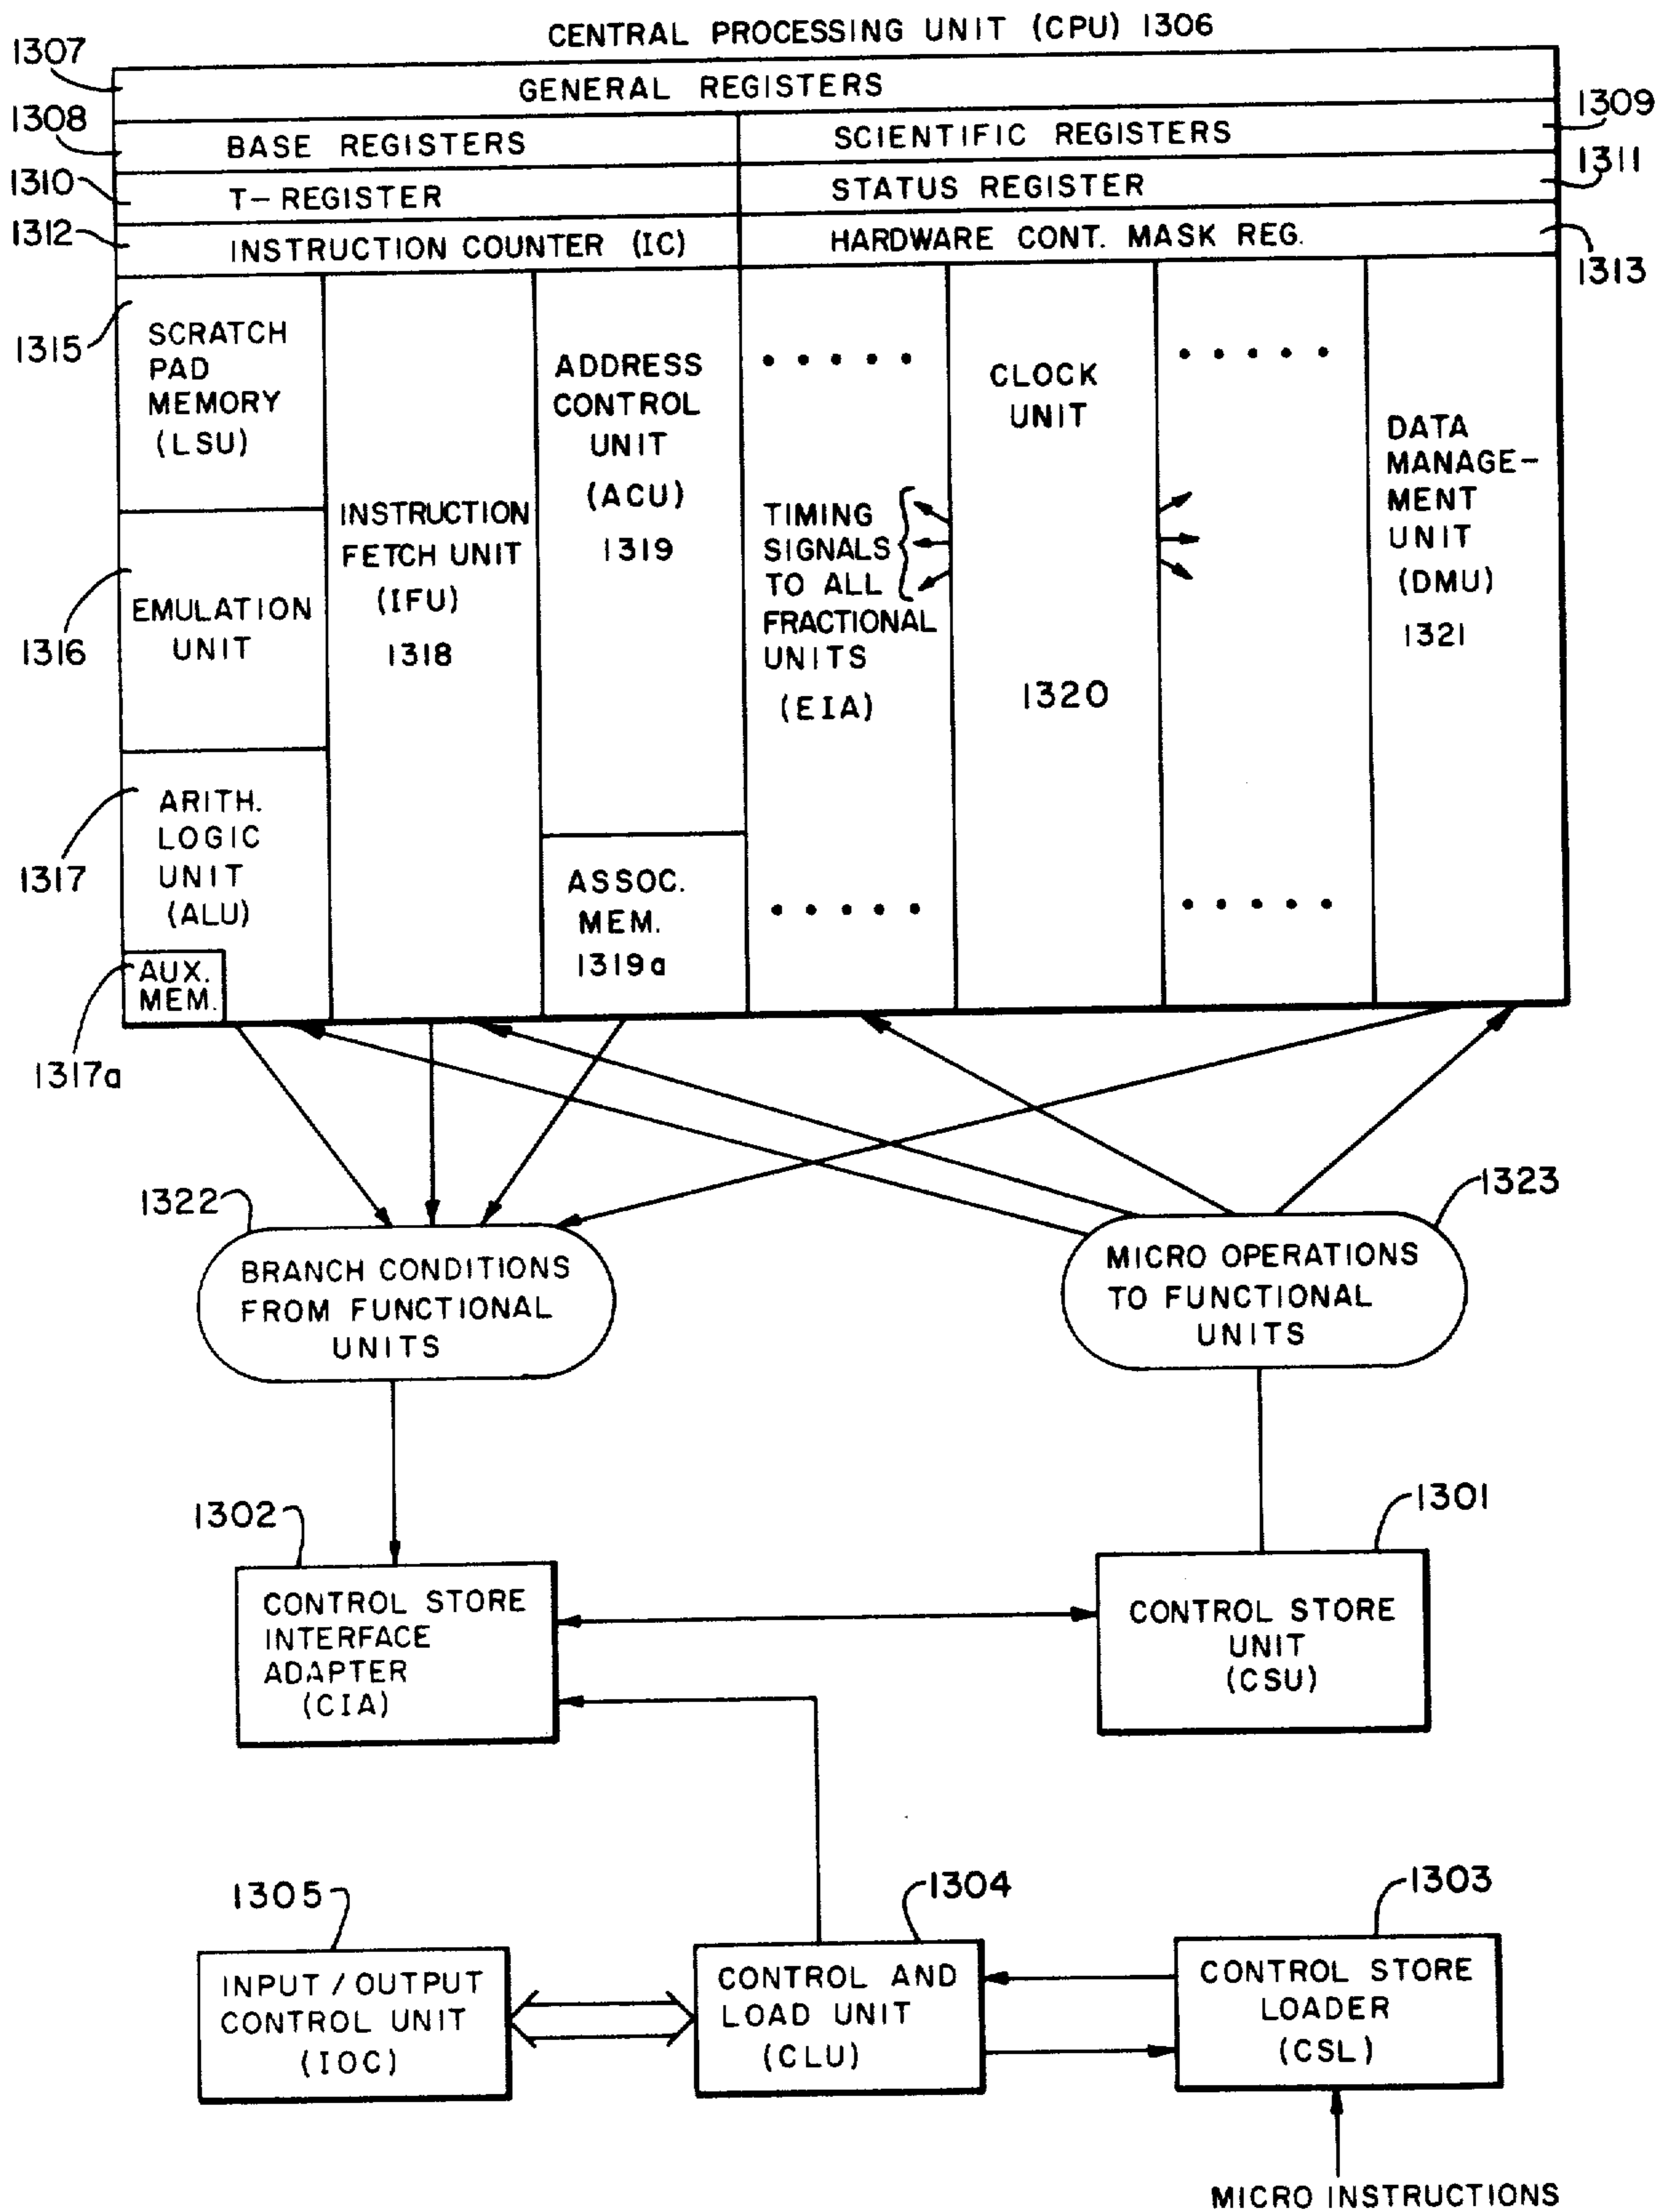 CENTRAL PROCESSING UNIT (CPU) 1306
1307
GENERAL REGISTERS
1308
BASE REGISTERS
SCIENTIFIC REGISTERS
1309
1310
T-REGISTER
STATUS REGISTER
1311
1312
INSTRUCTION COUNTER (IC)
HARDWARE CONT. MASK REG.
1313
1315
SCRATCH
PAD
MEMORY
(LSU)
1316
EMULATION
UNIT
1317
ARITH.
LOGIC
UNIT
(ALU)
AUX.
MEM.
1317a
INSTRUCTION
FETCH UNIT
(IFU)
1318
ADDRESS
CONTROL
UNIT
(ACU)
1319
ASSOC.
MEM.
1319a
TIMING
SIGNALS
TO ALL
FRACTIONAL
UNITS
(EIA)
CLOCK
UNIT
1320
DATA
MANAGE-
MENT
UNIT
(DMU)
1321
1322
BRANCH CONDITIONS
FROM FUNCTIONAL
UNITS
1323
MICRO OPERATIONS
TO FUNCTIONAL
UNITS
1302
CONTROL STORE
INTERFACE
ADAPTER
(CIA)
1301
CONTROL STORE
UNIT
(CSU)
1305
INPUT / OUTPUT
CONTROL UNIT
(IOC)
1304
CONTROL AND
LOAD UNIT
(CLU)
1303
CONTROL STORE
LOADER
(CSL)
MICRO INSTRUCTIONS